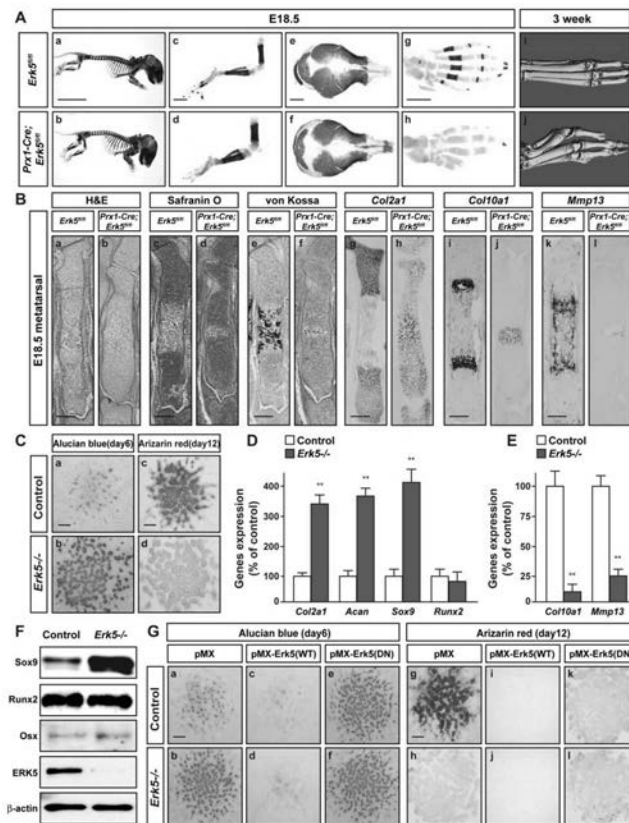 A
E18.5
3 week
Erk5fl/fl
Prx1-Cre;
Erk5fl/fl
a
c
e
g
i
b
d
f
h
j
B
H&E
Safranin O
von Kossa
Col2a1
Col10a1
Mmp13
Erk5fl/fl
Prx1-Cre;
Erk5fl/fl
Erk5fl/fl
Prx1-Cre;
Erk5fl/fl
Erk5fl/fl
Prx1-Cre;
Erk5fl/fl
Erk5fl/fl
Prx1-Cre;
Erk5fl/fl
Erk5fl/fl
Prx1-Cre;
Erk5fl/fl
Erk5fl/fl
Prx1-Cre;
Erk5fl/fl
E18.5 metatarsal
a
b
c
d
e
f
g
h
i
j
k
l
C
Alucian blue(day6)
Arizarin red(day12)
Control
Erk5-/-
a
c
b
d
D
Control
Erk5-/-
Genes expression
(% of control)
400
300
200
100
0
**
**
**
Col2a1
Acan
Sox9
Runx2
E
Control
Erk5-/-
Genes expression
(% of control)
100
75
50
25
0
**
**
Col10a1
Mmp13
F
Control
Erk5-/-
Sox9
Runx2
Osx
ERK5
β-actin
G
Alucian blue (day6)
Arizarin red (day12)
pMX
pMX-Erk5(WT)
pMX-Erk5(DN)
pMX
pMX-Erk5(WT)
pMX-Erk5(DN)
Control
Erk5-/-
a
c
e
g
i
k
b
d
f
h
j
l